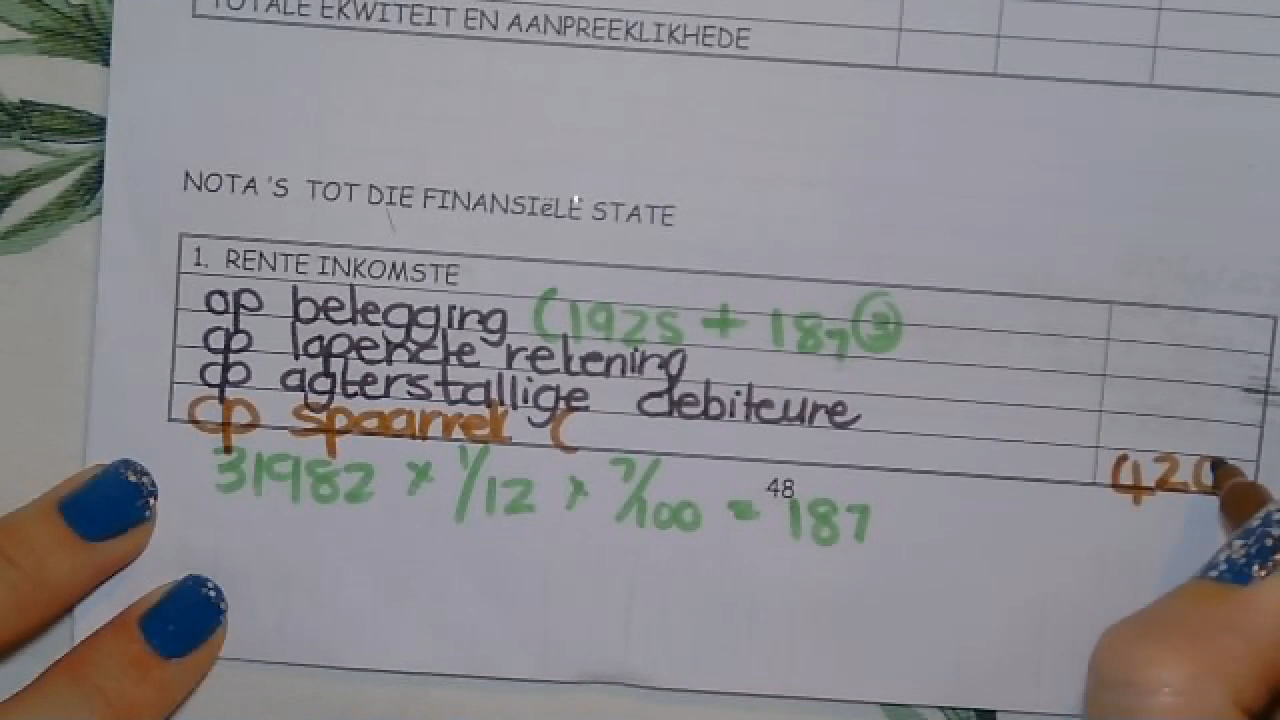 TOTALE EKWITEIT EN AANPREEKLIKHEDE
NOTA'S TOT DIE FINANSIëLE STATE
1. RENTE INKOMSTE
op belegging (1925 + 187③
op lopende rekening
op agterstallige debiteure
op spaarrek (
420
31982 × 1/12 × 7/100 = 187
48